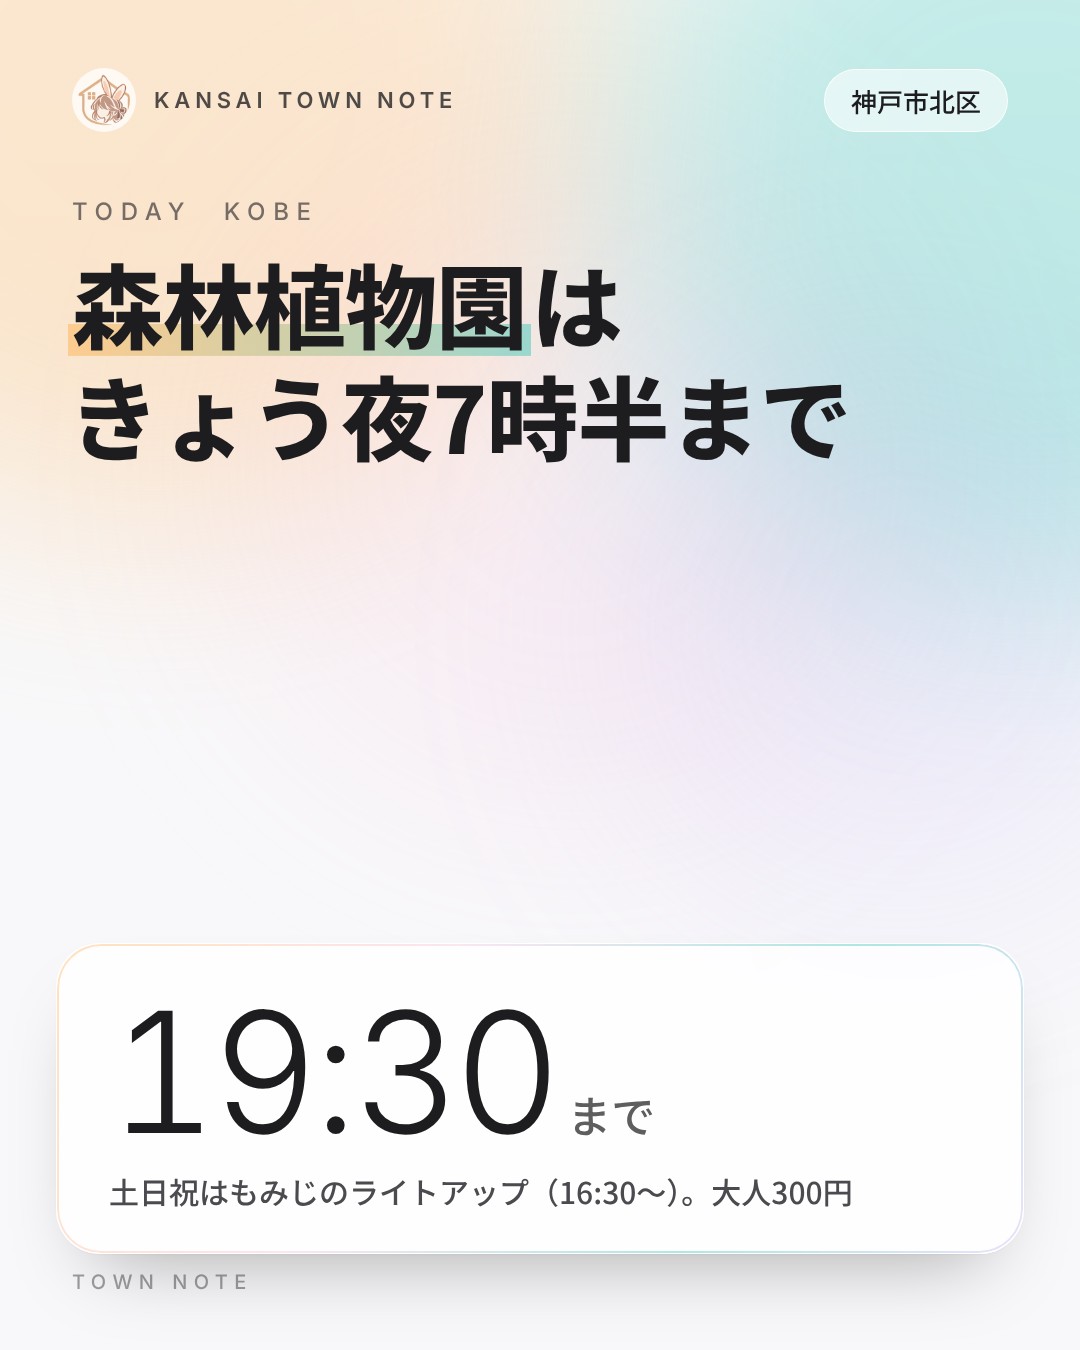 KANSAI TOWN NOTE
神戸市北区
TODAY KOBE
森林植物園は
きょう夜7時半まで
19:30 まで
土日祝はもみじのライトアップ（16:30〜）。大人300円
TOWN NOTE